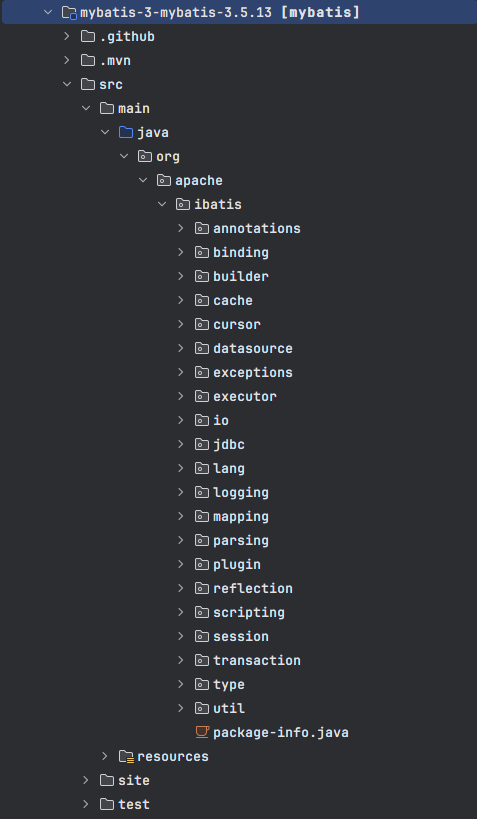 mybatis-3-mybatis-3.5.13 [mybatis]
.github
.mvn
src
main
java
org
apache
ibatis
annotations
binding
builder
cache
cursor
datasource
exceptions
executor
io
jdbc
lang
logging
mapping
parsing
plugin
reflection
scripting
session
transaction
type
util
package-info.java
resources
site
test